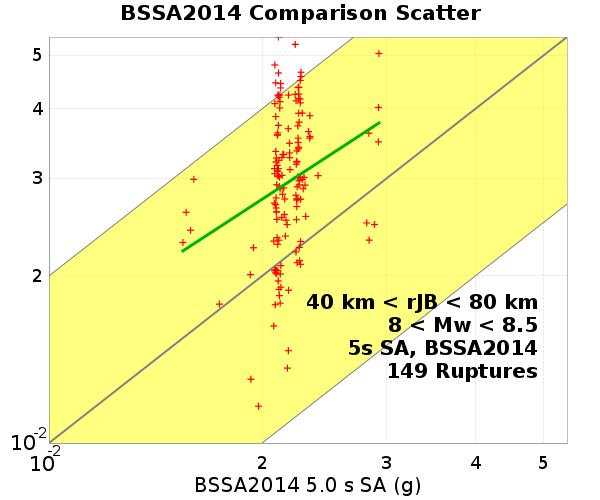 BSSA2014 Comparison Scatter
5
4
3
2
10⁻²
40 km < rJB < 80 km
8 < Mw < 8.5
5s SA, BSSA2014
149 Ruptures
10⁻²
2
3
4
5
BSSA2014 5.0 s SA (g)